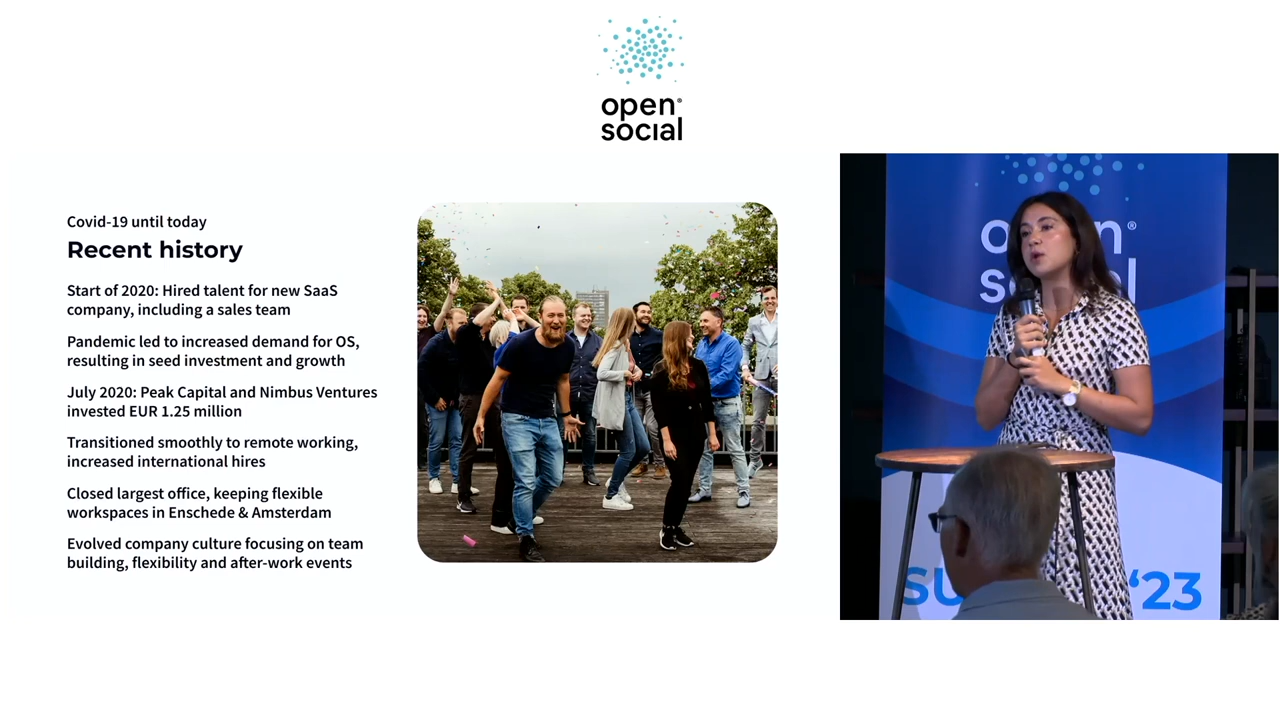 open®
social
Covid-19 until today
Recent history
Start of 2020: Hired talent for new SaaS
company, including a sales team
Pandemic led to increased demand for OS,
resulting in seed investment and growth
July 2020: Peak Capital and Nimbus Ventures
invested EUR 1.25 million
Transitioned smoothly to remote working,
increased international hires
Closed largest office, keeping flexible
workspaces in Enschede & Amsterdam
Evolved company culture focusing on team
building, flexibility and after-work events
‘23